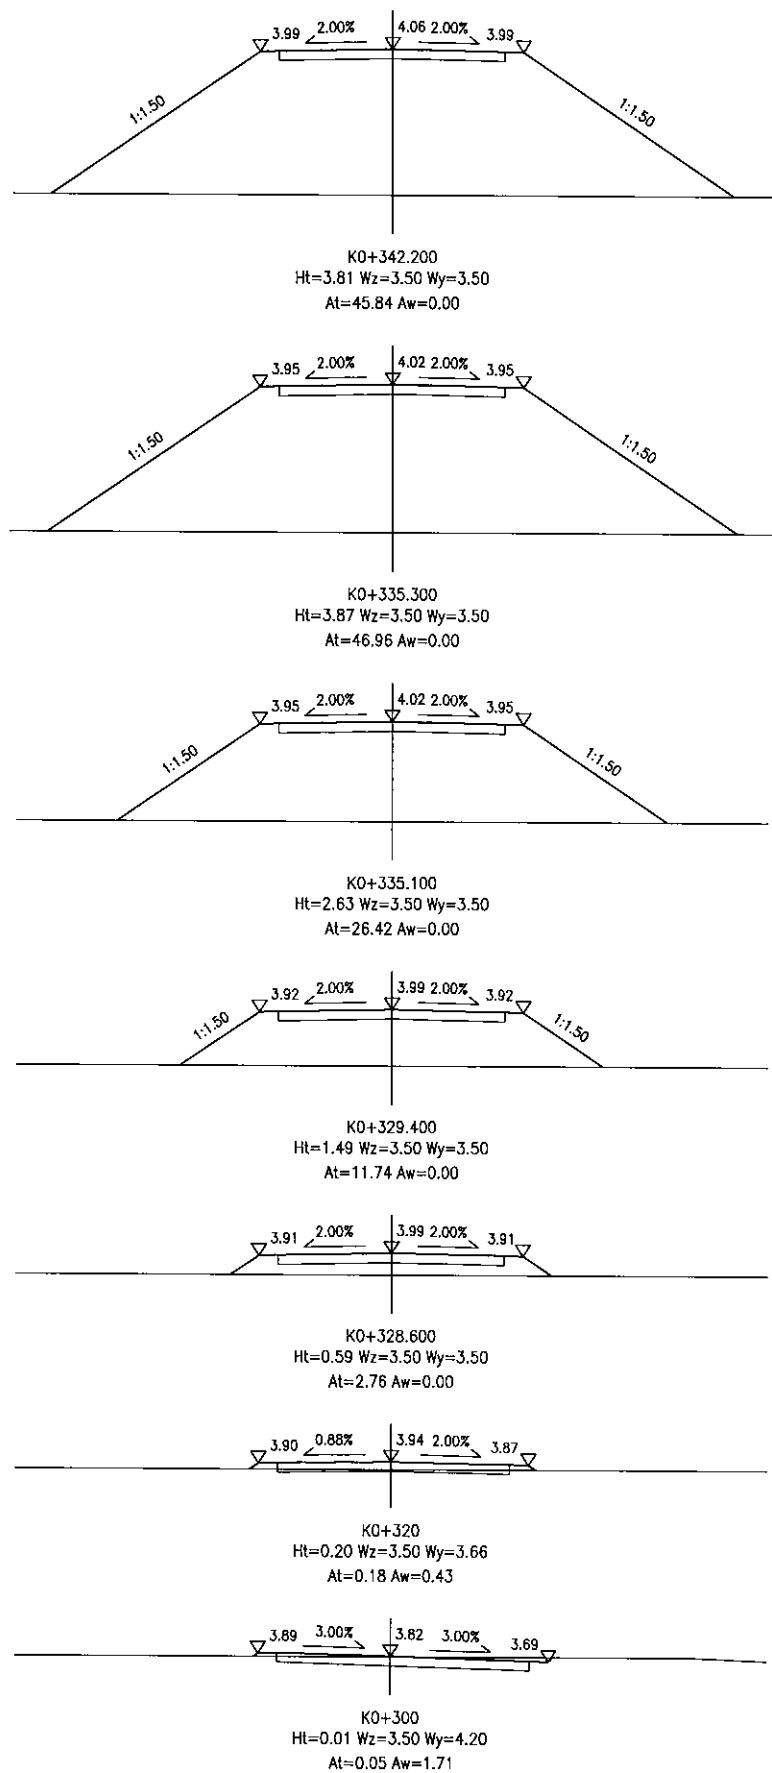 3.99 2.00% 4.06 2.00% 3.99
1:1.50 1:1.50
K0+342.200
Ht=3.81 Wz=3.50 Wy=3.50
At=45.84 Aw=0.00
3.95 2.00% 4.02 2.00% 3.95
1:1.50 1:1.50
K0+335.300
Ht=3.87 Wz=3.50 Wy=3.50
At=46.96 Aw=0.00
3.95 2.00% 4.02 2.00% 3.95
1:1.50 1:1.50
K0+335.100
Ht=2.63 Wz=3.50 Wy=3.50
At=26.42 Aw=0.00
3.92 2.00% 3.99 2.00% 3.92
1:1.50 1:1.50
K0+329.400
Ht=1.49 Wz=3.50 Wy=3.50
At=11.74 Aw=0.00
3.91 2.00% 3.99 2.00% 3.91
K0+328.600
Ht=0.59 Wz=3.50 Wy=3.50
At=2.76 Aw=0.00
3.90 0.88% 3.94 2.00% 3.87
K0+320
Ht=0.20 Wz=3.50 Wy=3.66
At=0.18 Aw=0.43
3.89 3.00% 3.82 3.00% 3.69
K0+300
Ht=0.01 Wz=3.50 Wy=4.20
At=0.05 Aw=1.71